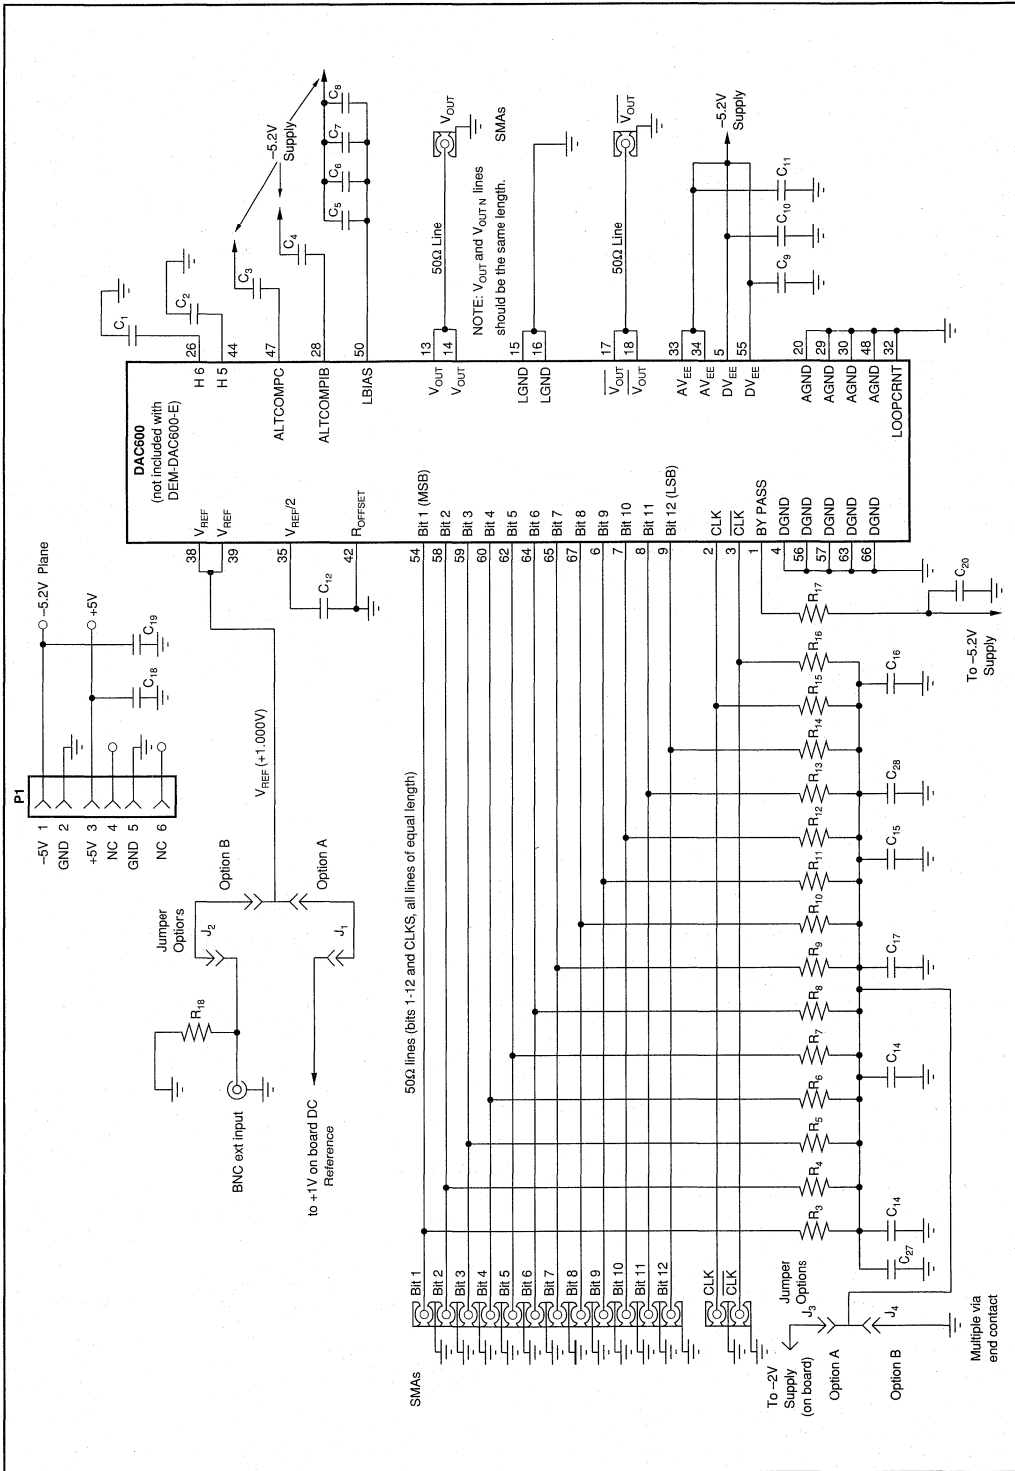 P1
-5V 1
GND 2
+5V 3
NC 4
GND 5
NC 6
-5.2V Plane
+5V
C18
C19
Jumper
Optiors
J2
Option B
Option A
J1
R18
BNC ext input
to +1V on board DC
Reference
VREF (+1.000V)
DAC600
(not included with
DEM-DAC600-E)
38 VREF
39 VREF
35 VREF/2
42 ROFFSET
C12
54 Bit 1 (MSB)
58 Bit 2
59 Bit 3
60 Bit 4
62 Bit 5
64 Bit 6
65 Bit 7
67 Bit 8
6 Bit 9
7 Bit 10
8 Bit 11
9 Bit 12 (LSB)
2 CLK
3 CLK
1 BY PASS
4 DGND
56 DGND
57 DGND
63 DGND
66 DGND
H 6 26
H 5 44
ALTCOMPC 47
ALTCOMPIB 28
LBIAS 50
VOUT 13
VOUT 14
LGND 15
LGND 16
VOUT 17
VOUT 18
AVEE 33
AVEE 34
DVEE 5
DVEE 55
AGND 20
AGND 29
AGND 30
AGND 48
LOOPCRNT 32
C1
C2
C3
C4
-5.2V
Supply
C5
C6
C7
C8
50Ω Line
VOUT
SMAs
NOTE: VOUT and VOUT N lines
should be the same length.
50Ω Line
VOUT
-5.2V
Supply
C9
C10
C11
50Ω lines (bits 1-12 and CLKS, all lines of equal length)
SMAs
Bit 1
Bit 2
Bit 3
Bit 4
Bit 5
Bit 6
Bit 7
Bit 8
Bit 9
Bit 10
Bit 11
Bit 12
CLK
CLK
R3
R4
R5
R6
R7
R8
R9
R10
R11
R12
R13
R14
R15
R16
R17
C27
C14
C14
C17
C15
C28
C16
C20
To -5.2V
Supply
Jumper
Options
J3
J4
To -2V
Supply
(on board)
Option A
Option B
Multiple via
end contact